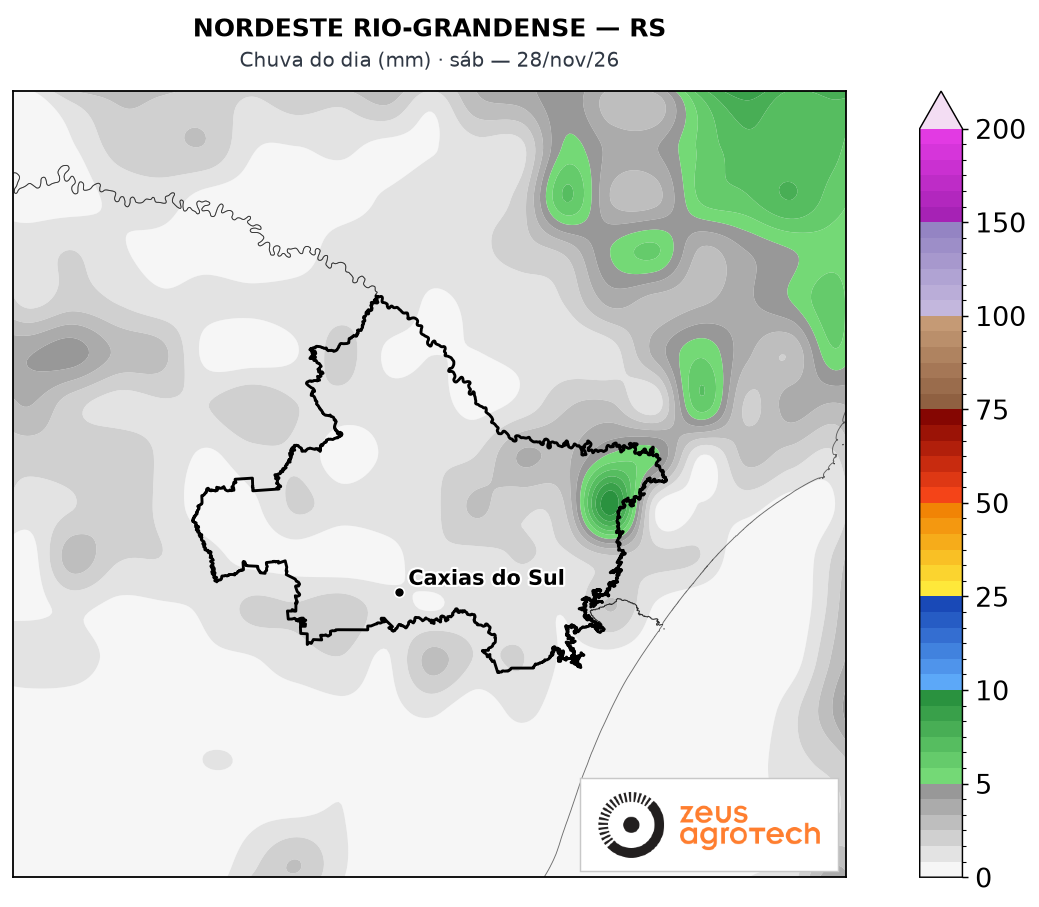 NORDESTE RIO-GRANDENSE — RS
Chuva do dia (mm) · sáb — 28/nov/26
200
150
100
75
50
25
10
5
0
Caxias do Sul
zeus
agrotech